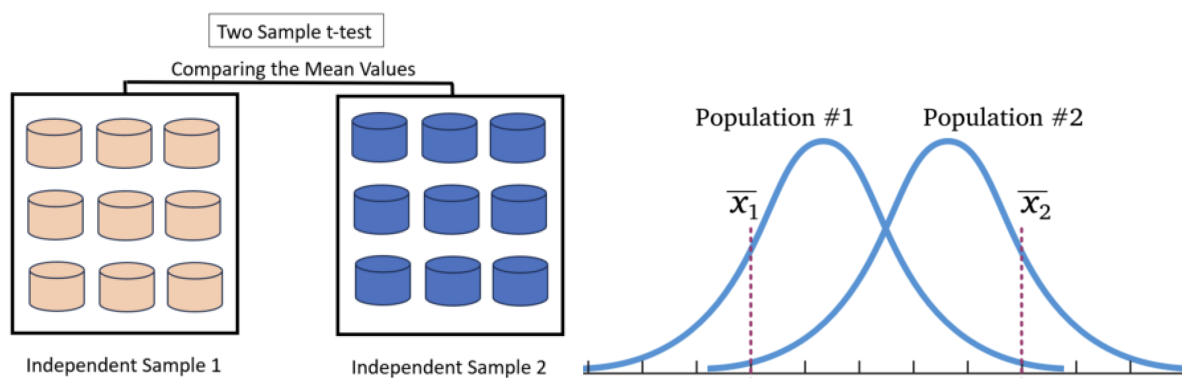 Two Sample t-test
Comparing the Mean Values
Independent Sample 1
Independent Sample 2
Population #1
Population #2
x̄₁
x̄₂